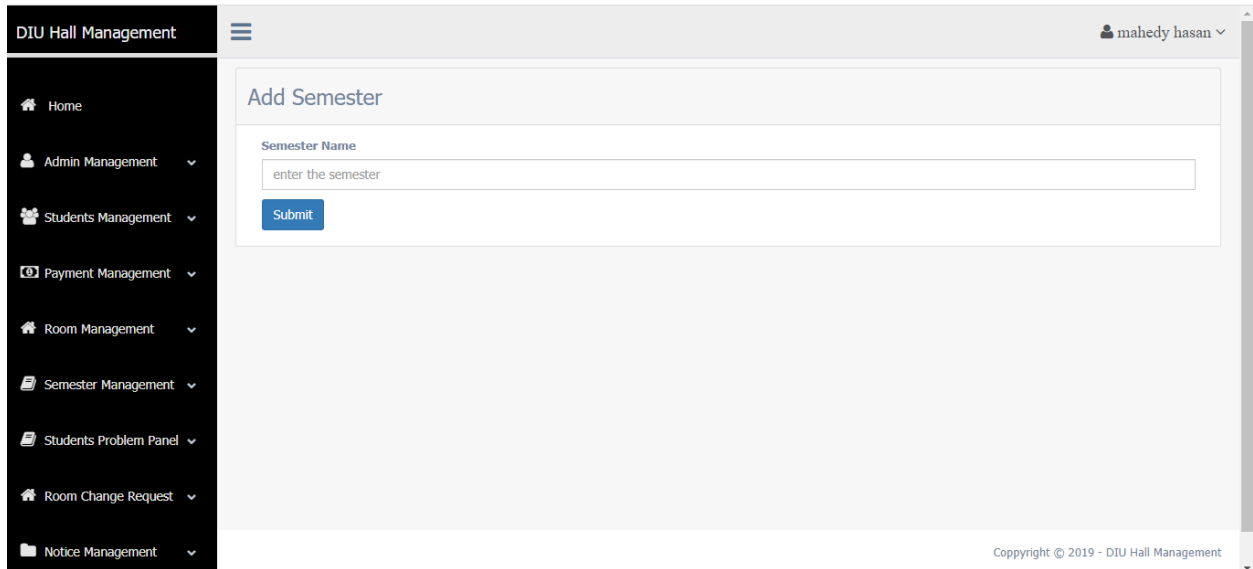 DIU Hall Management
mahedy hasan
Home
Admin Management
Students Management
Payment Management
Room Management
Semester Management
Students Problem Panel
Room Change Request
Notice Management
Add Semester
Semester Name
enter the semester
Submit
Coppyright © 2019 - DIU Hall Management